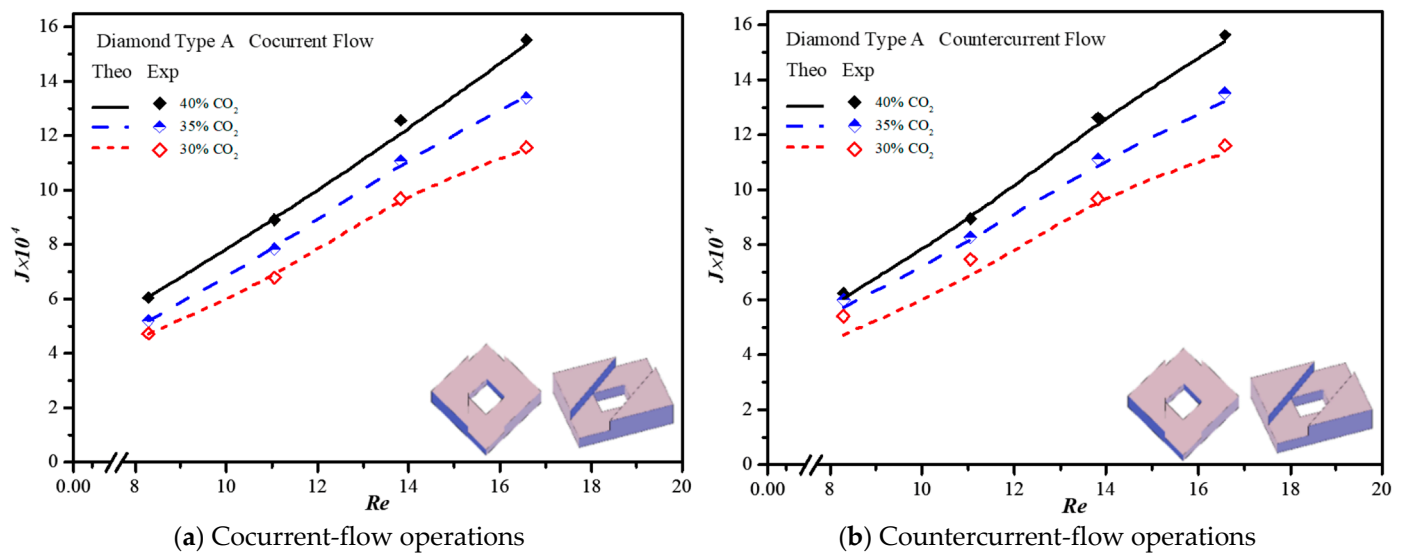 Diamond Type A Cocurrent Flow
Theo Exp
40% CO2
35% CO2
30% CO2
J×10⁴
16
14
12
10
8
6
4
2
0
0.00 8 10 12 14 16 18 20
Re
(a) Cocurrent-flow operations
Diamond Type A Countercurrent Flow
Theo Exp
40% CO2
35% CO2
30% CO2
J×10⁴
16
14
12
10
8
6
4
2
0
0.00 8 10 12 14 16 18 20
Re
(b) Countercurrent-flow operations